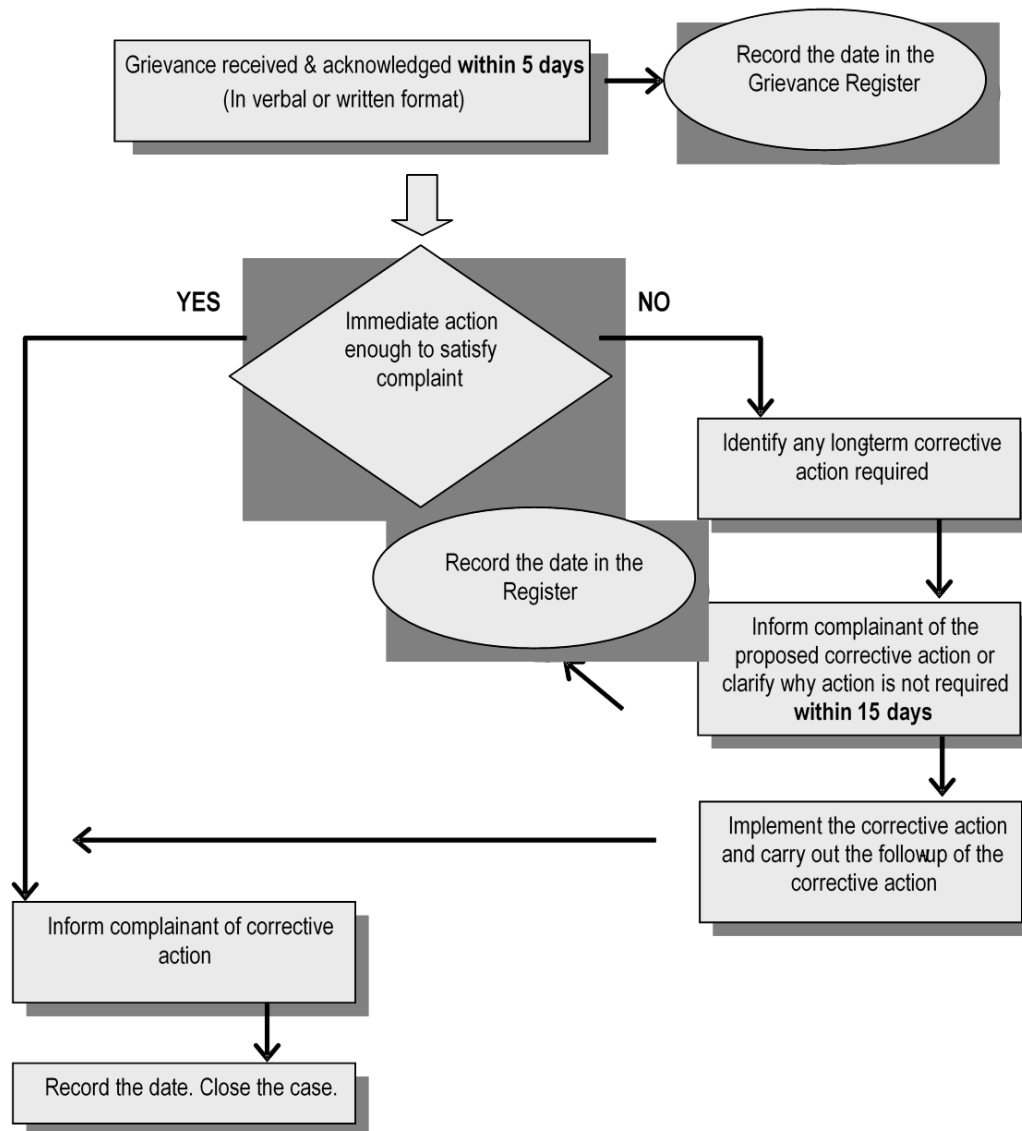 Grievance received & acknowledged within 5 days
(In verbal or written format)
Record the date in the
Grievance Register
YES
NO
Immediate action
enough to satisfy
complaint
Identify any longterm corrective
action required
Record the date in the
Register
Inform complainant of the
proposed corrective action or
clarify why action is not required
within 15 days
Implement the corrective action
and carry out the followup of the
corrective action
Inform complainant of corrective
action
Record the date. Close the case.